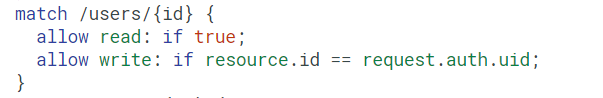 match /users/{id} {
  allow read: if true;
  allow write: if resource.id == request.auth.uid;
}